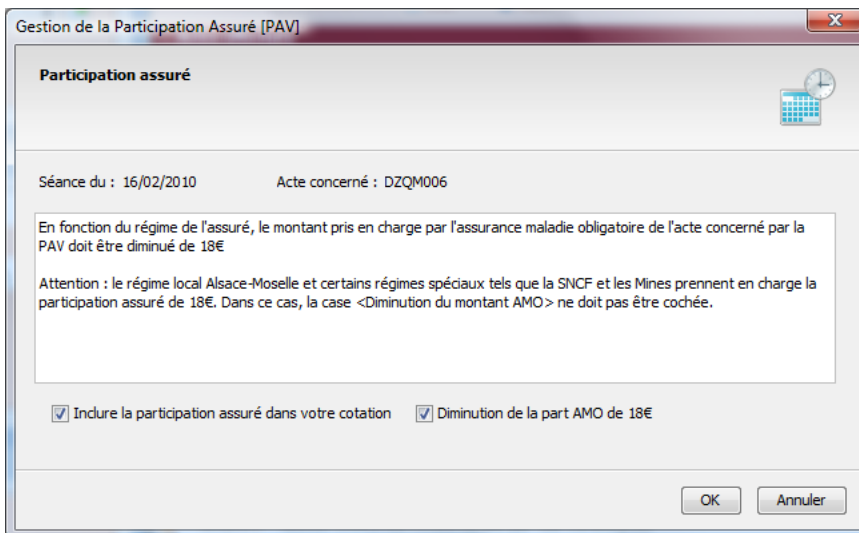 Gestion de la Participation Assuré [PAV]
Participation assuré
Séance du : 16/02/2010 Acte concerné : DZQM006
En fonction du régime de l'assuré, le montant pris en charge par l'assurance maladie obligatoire de l'acte concerné par la
PAV doit être diminué de 18€
Attention : le régime local Alsace-Moselle et certains régimes spéciaux tels que la SNCF et les Mines prennent en charge la
participation assuré de 18€. Dans ce cas, la case <Diminution du montant AMO> ne doit pas être cochée.
Inclure la participation assuré dans votre cotation Diminution de la part AMO de 18€
OK Annuler